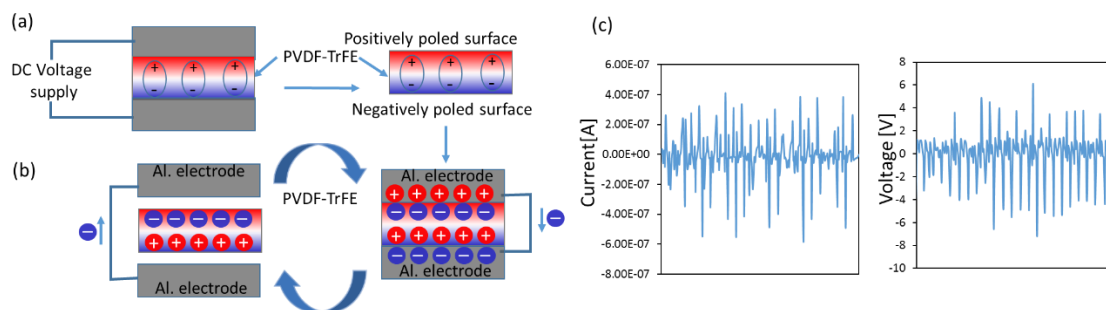 (a)
DC Voltage
supply
+ + +
- - -
PVDF-TrFE
Positively poled surface
+ + +
- - -
Negatively poled surface
(b)
Al. electrode
− − − − −
+ + + + +
−
Al. electrode
PVDF-TrFE
Al. electrode
+ + + + +
− − − − −
+ + + + +
− − − − −
Al. electrode
−
(c)
Current[A]
6.00E-07
4.00E-07
2.00E-07
0.00E+00
-2.00E-07
-4.00E-07
-6.00E-07
-8.00E-07
Voltage [V]
8
6
4
2
0
-2
-4
-6
-8
-10